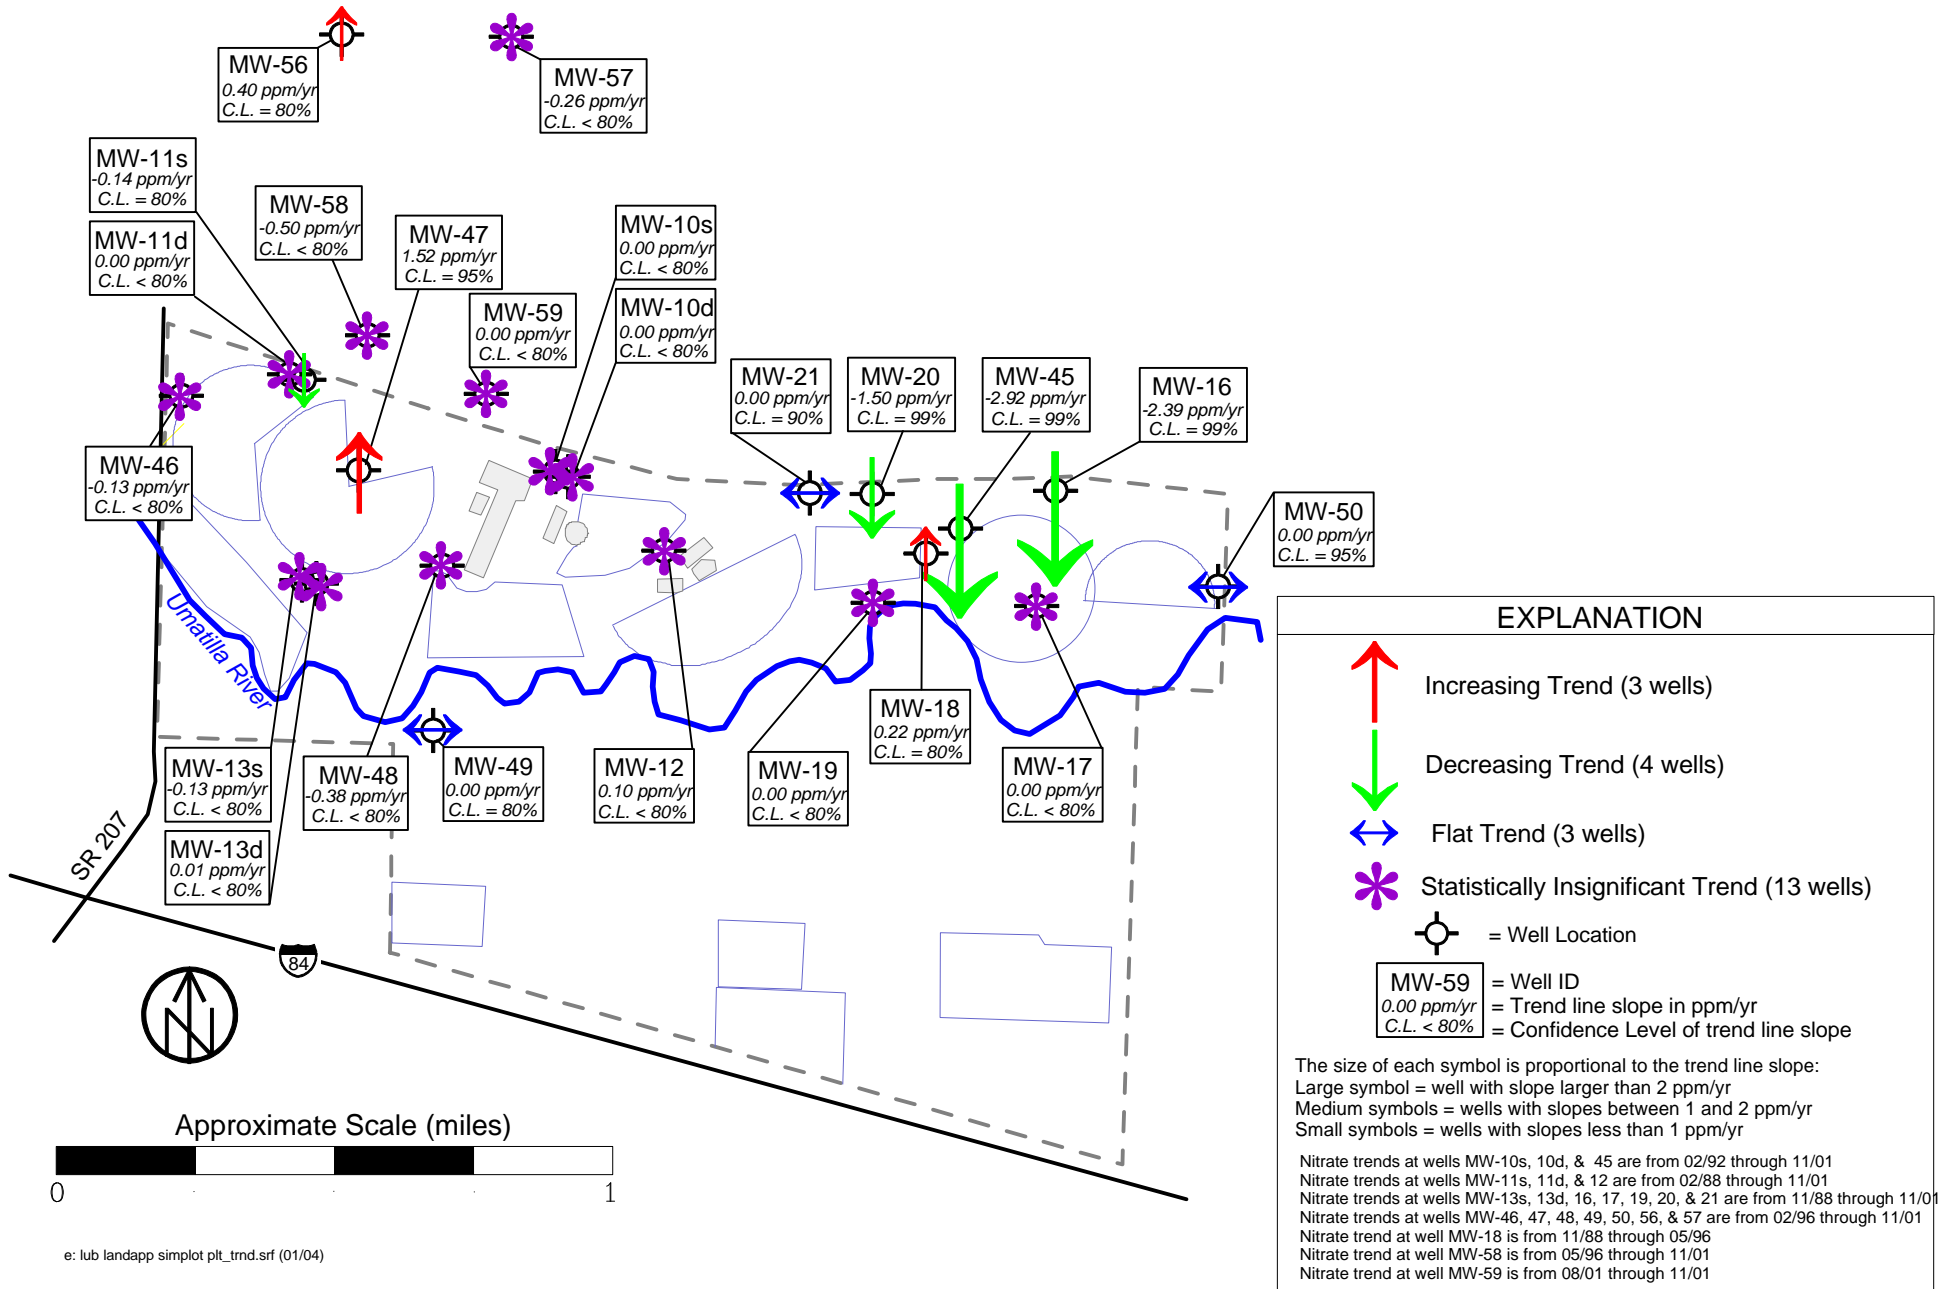 MW-56
0.40 ppm/yr
C.L. = 80%
MW-57
-0.26 ppm/yr
C.L. < 80%
MW-11s
-0.14 ppm/yr
C.L. = 80%
MW-58
-0.50 ppm/yr
C.L. < 80%
MW-11d
0.00 ppm/yr
C.L. < 80%
MW-47
1.52 ppm/yr
C.L. = 95%
MW-10s
0.00 ppm/yr
C.L. < 80%
MW-59
0.00 ppm/yr
C.L. < 80%
MW-10d
0.00 ppm/yr
C.L. < 80%
MW-21
0.00 ppm/yr
C.L. = 90%
MW-20
-1.50 ppm/yr
C.L. = 99%
MW-45
-2.92 ppm/yr
C.L. = 99%
MW-16
-2.39 ppm/yr
C.L. = 99%
MW-46
-0.13 ppm/yr
C.L. < 80%
MW-50
0.00 ppm/yr
C.L. = 95%
Umatilla River
MW-18
0.22 ppm/yr
C.L. = 80%
MW-13s
-0.13 ppm/yr
C.L. < 80%
MW-48
-0.38 ppm/yr
C.L. < 80%
MW-49
0.00 ppm/yr
C.L. = 80%
MW-12
0.10 ppm/yr
C.L. < 80%
MW-19
0.00 ppm/yr
C.L. < 80%
MW-17
0.00 ppm/yr
C.L. < 80%
MW-13d
0.01 ppm/yr
C.L. < 80%
SR 207
84
N
Approximate Scale (miles)
0 1
e: lub landapp simplot plt_trnd.srf (01/04)
EXPLANATION
Increasing Trend (3 wells)
Decreasing Trend (4 wells)
Flat Trend (3 wells)
Statistically Insignificant Trend (13 wells)
= Well Location
MW-59 = Well ID
0.00 ppm/yr = Trend line slope in ppm/yr
C.L. < 80% = Confidence Level of trend line slope
The size of each symbol is proportional to the trend line slope:
Large symbol = well with slope larger than 2 ppm/yr
Medium symbols = wells with slopes between 1 and 2 ppm/yr
Small symbols = wells with slopes less than 1 ppm/yr
Nitrate trends at wells MW-10s, 10d, & 45 are from 02/92 through 11/01
Nitrate trends at wells MW-11s, 11d, & 12 are from 02/88 through 11/01
Nitrate trends at wells MW-13s, 13d, 16, 17, 19, 20, & 21 are from 11/88 through 11/01
Nitrate trends at wells MW-46, 47, 48, 49, 50, 56, & 57 are from 02/96 through 11/01
Nitrate trend at well MW-18 is from 11/88 through 05/96
Nitrate trend at well MW-58 is from 05/96 through 11/01
Nitrate trend at well MW-59 is from 08/01 through 11/01